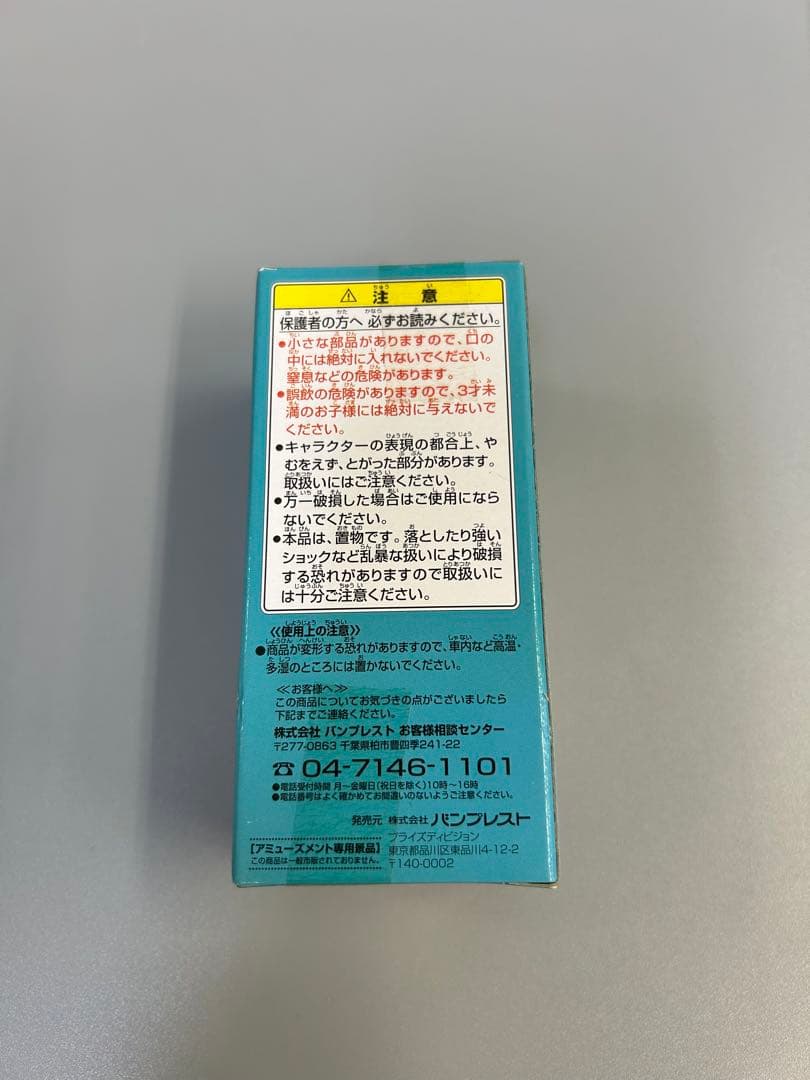 ⚠ 注 意
保護者の方へ 必ずお読みください。
●小さな部品がありますので、口の
中には絶対に入れないでください。
窒息などの危険があります。
●誤飲の危険がありますので、3才未
満のお子様には絶対に与えないで
ください。
●キャラクターの表現の都合上、や
むをえず、とがった部分があります。
取扱いにはご注意ください。
●万一破損した場合はご使用になら
ないでください。
●本品は、置物です。落としたり強い
ショックなど乱暴な扱いにより破損
する恐れがありますので取扱いに
は十分ご注意ください。
≪使用上の注意≫
●商品が変形する恐れがありますので、車内など高温・
多湿のところには置かないでください。
≪お客様へ≫
この商品についてお気づきの点がございましたら
下記までご連絡ください。
株式会社 バンプレスト お客様相談センター
〒277-0863 千葉県柏市豊四季241-22
☎ 04-7146-1101
●電話受付時間 月～金曜日(祝日を除く)10時～16時
●電話番号はよく確かめてお間違いのないようご注意ください。
発売元 株式会社 バンプレスト
プライズディビジョン
【アミューズメント専用景品】 東京都品川区東品川4-12-2
この商品は一般市販されておりません。 〒140-0002